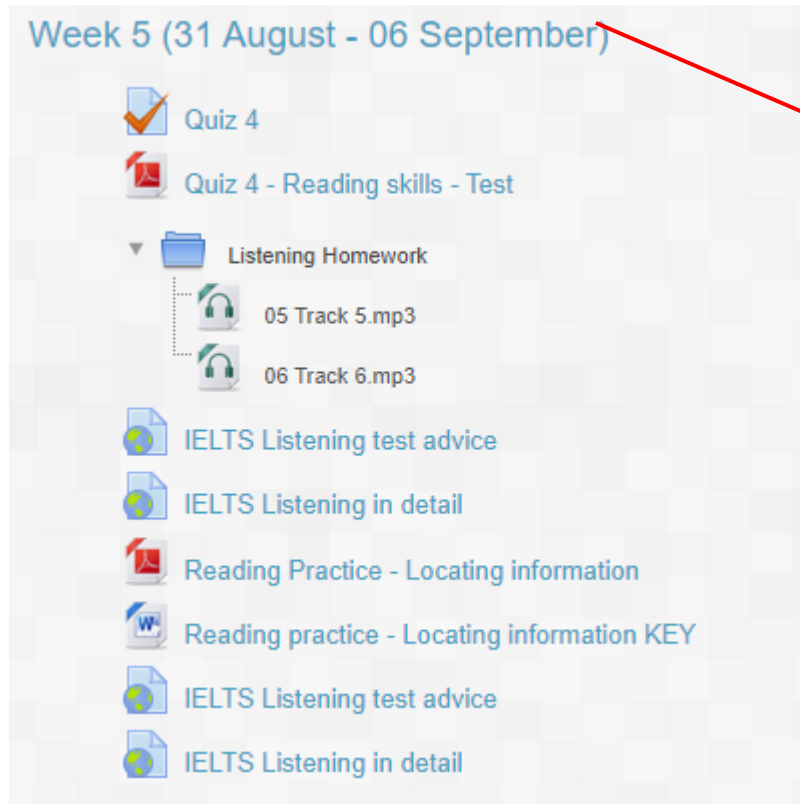 Week 5 (31 August - 06 September)
Quiz 4
Quiz 4 - Reading skills - Test
Listening Homework
05 Track 5.mp3
06 Track 6.mp3
IELTS Listening test advice
IELTS Listening in detail
Reading Practice - Locating information
W
Reading practice - Locating information KEY
IELTS Listening test advice
IELTS Listening in detail